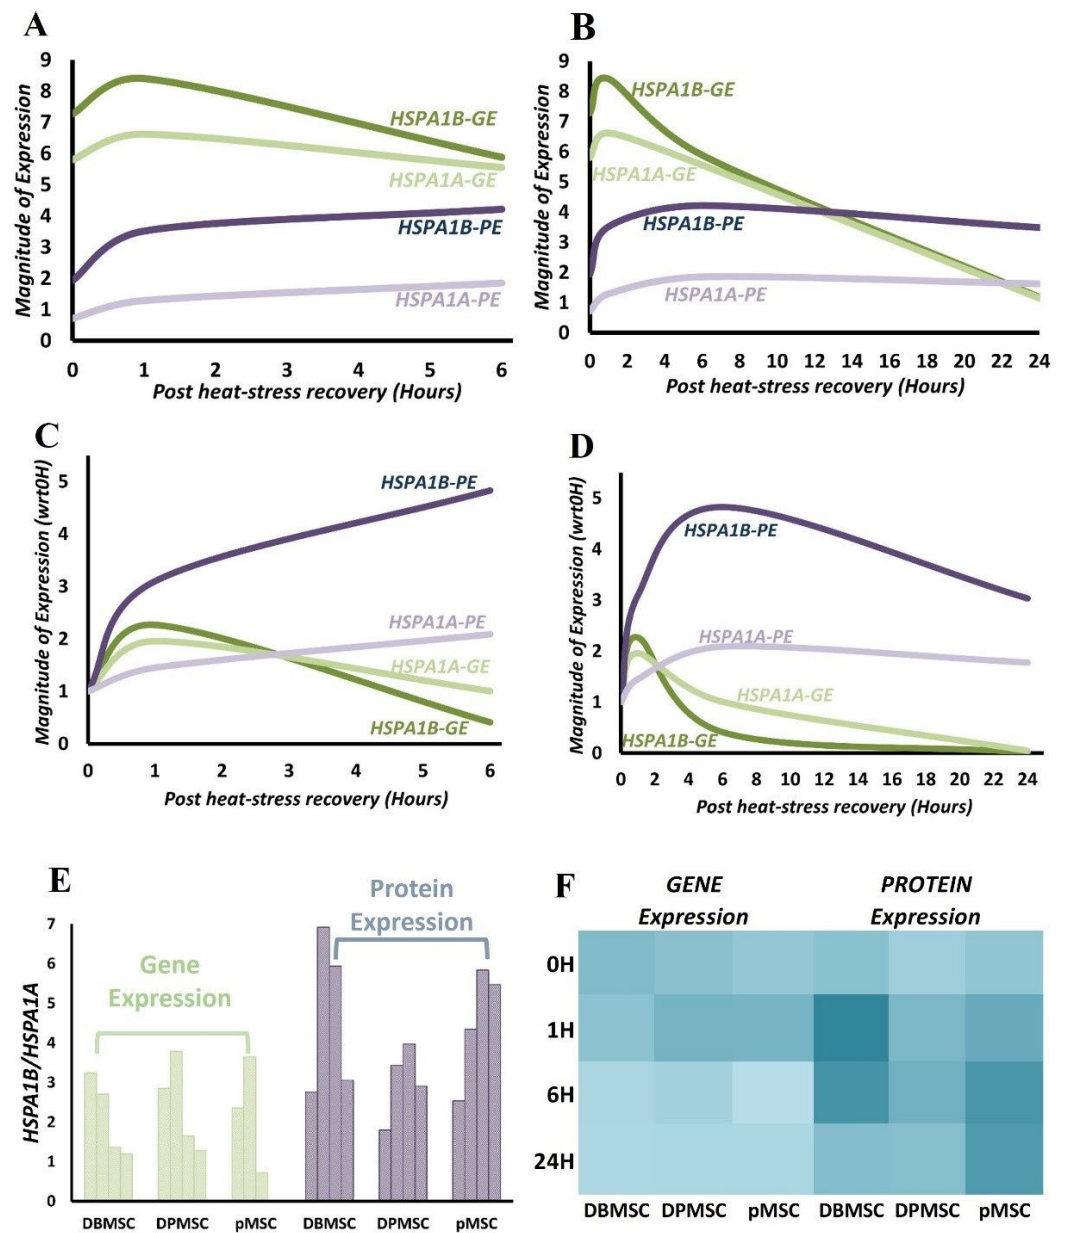 A
Magnitude of Expression
9
8
7
6
5
4
3
2
1
0
HSPA1B-GE
HSPA1A-GE
HSPA1B-PE
HSPA1A-PE
0 1 2 3 4 5 6
Post heat-stress recovery (Hours)
B
Magnitude of Expression
9
8
7
6
5
4
3
2
1
0
HSPA1B-GE
HSPA1A-GE
HSPA1B-PE
HSPA1A-PE
0 2 4 6 8 10 12 14 16 18 20 22 24
Post heat-stress recovery (Hours)
C
Magnitude of Expression (wrt0H)
5
4
3
2
1
0
HSPA1B-PE
HSPA1A-PE
HSPA1A-GE
HSPA1B-GE
0 1 2 3 4 5 6
Post heat-stress recovery (Hours)
D
Magnitude of Expression (wrt0H)
5
4
3
2
1
0
HSPA1B-PE
HSPA1A-PE
HSPA1A-GE
HSPA1B-GE
0 2 4 6 8 10 12 14 16 18 20 22 24
Post heat-stress recovery (Hours)
E
HSPA1B/HSPA1A
7
6
5
4
3
2
1
0
Gene
Expression
Protein
Expression
DBMSC DPMSC pMSC DBMSC DPMSC pMSC
F
GENE
Expression
PROTEIN
Expression
0H
1H
6H
24H
DBMSC DPMSC pMSC DBMSC DPMSC pMSC